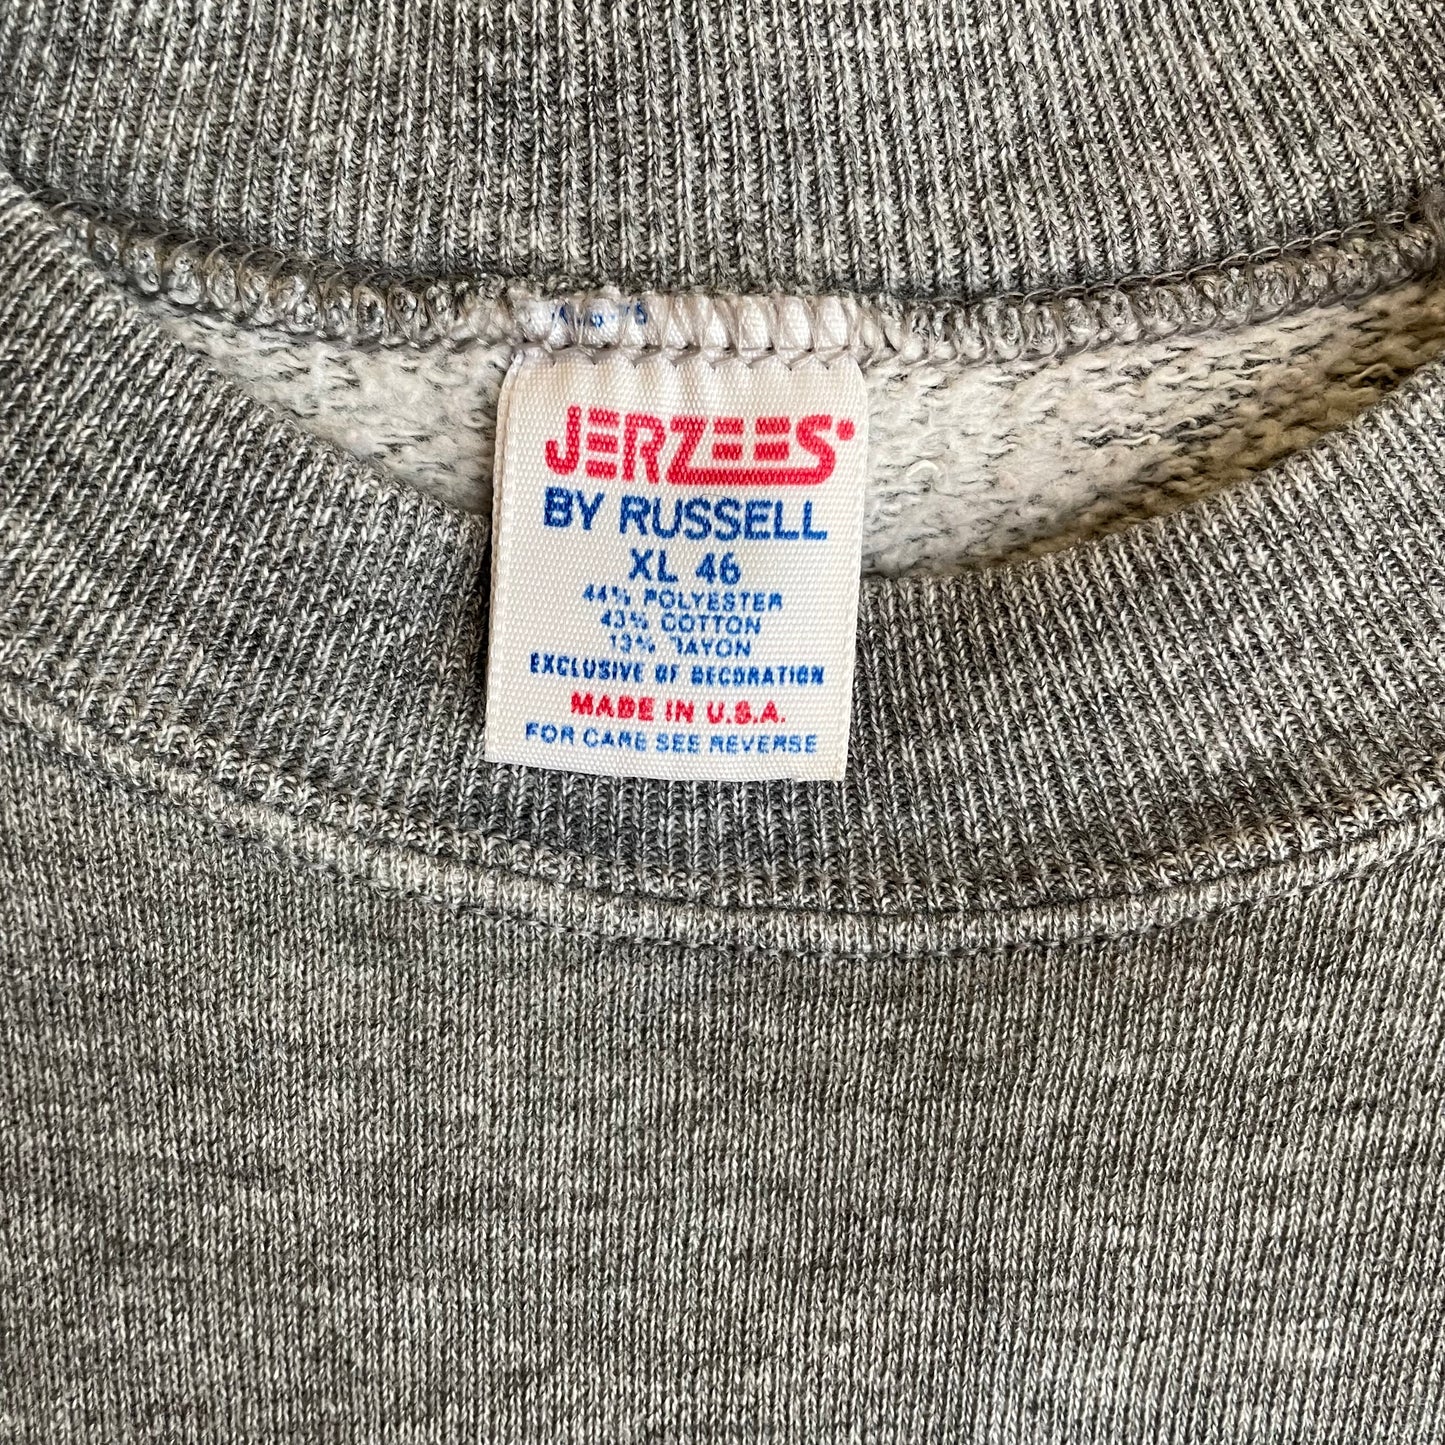 JERZEES
BY RUSSELL
XL 46
44% POLYESTER
43% COTTON
13% RAYON
EXCLUSIVE OF DECORATION
MADE IN U.S.A.
FOR CARE SEE REVERSE